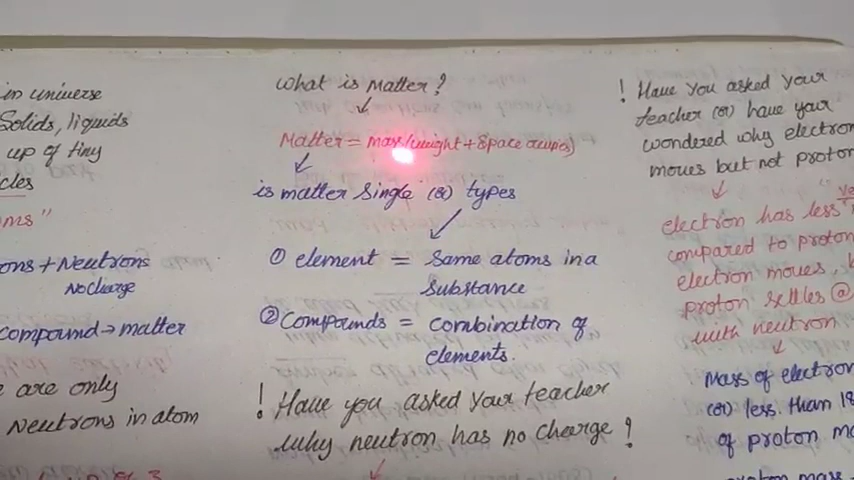 in universe
Solids, liquids
up of tiny
cles
ms"
ons + Neutrons
No charge
compound → matter
e are only
Neutrons in atom
What is Matter?
Matter = mass/weight + Space occupies)
is matter Single (or) types
① element = Same atoms in a
Substance
② Compounds = combination of
elements.
! Have you asked your teacher
why neutron has no charge !
! Have you asked your
teacher (or) have your
wondered why electron
moves but not proton
electron has less
compared to proton
electron moves,
proton settles @
with neutron
Mass of electron
(or) less than 18
of proton ma
proton mass